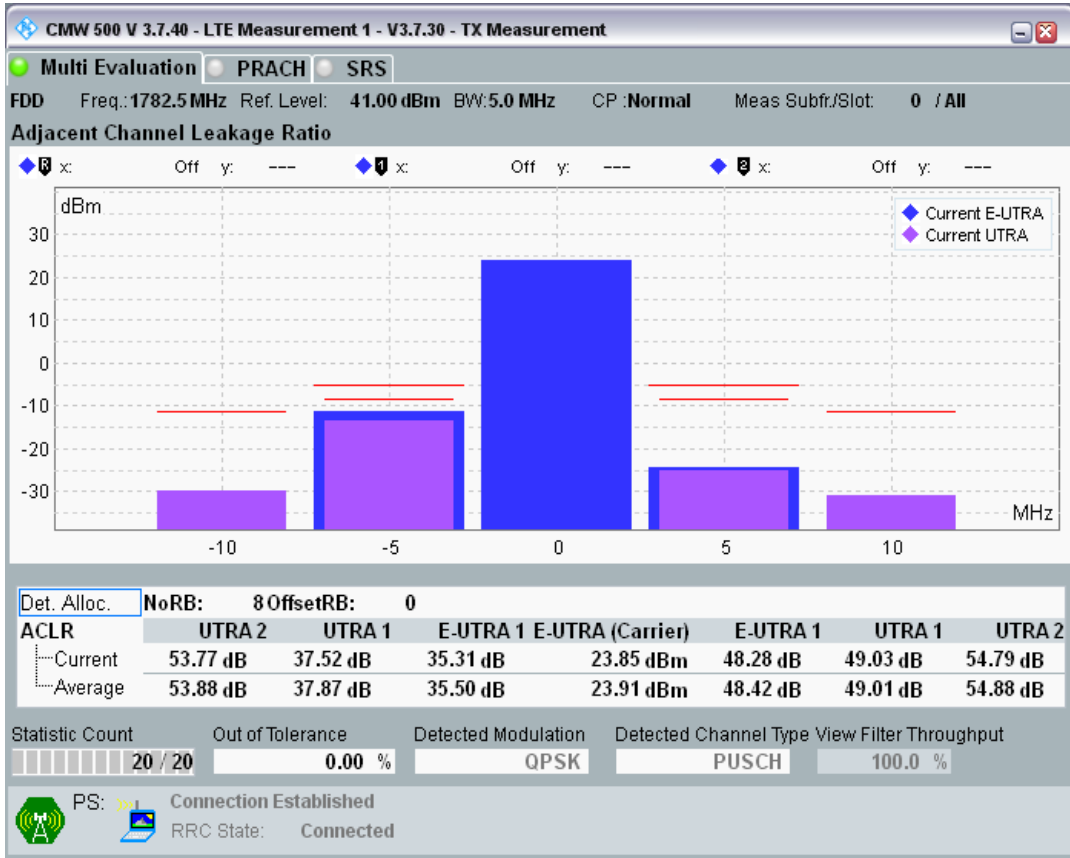 CMW 500 V 3.7.40 - LTE Measurement 1 - V3.7.30 - TX Measurement
Multi Evaluation PRACH SRS
FDD Freq.:1782.5 MHz Ref. Level: 41.00 dBm BW:5.0 MHz CP :Normal Meas Subfr./Slot: 0 / All
Adjacent Channel Leakage Ratio
R x: Off y: --- 1 x: Off y: --- 2 x: Off y: ---
dBm
Current E-UTRA
Current UTRA
30
20
10
0
-10
-20
-30
MHz
-10 -5 0 5 10
Det. Alloc. NoRB: 8 OffsetRB: 0
ACLR UTRA 2 UTRA 1 E-UTRA 1 E-UTRA (Carrier) E-UTRA 1 UTRA 1 UTRA 2
Current 53.77 dB 37.52 dB 35.31 dB 23.85 dBm 48.28 dB 49.03 dB 54.79 dB
Average 53.88 dB 37.87 dB 35.50 dB 23.91 dBm 48.42 dB 49.01 dB 54.88 dB
Statistic Count Out of Tolerance Detected Modulation Detected Channel Type View Filter Throughput
20 / 20 0.00 % QPSK PUSCH 100.0 %
PS: Connection Established
RRC State: Connected